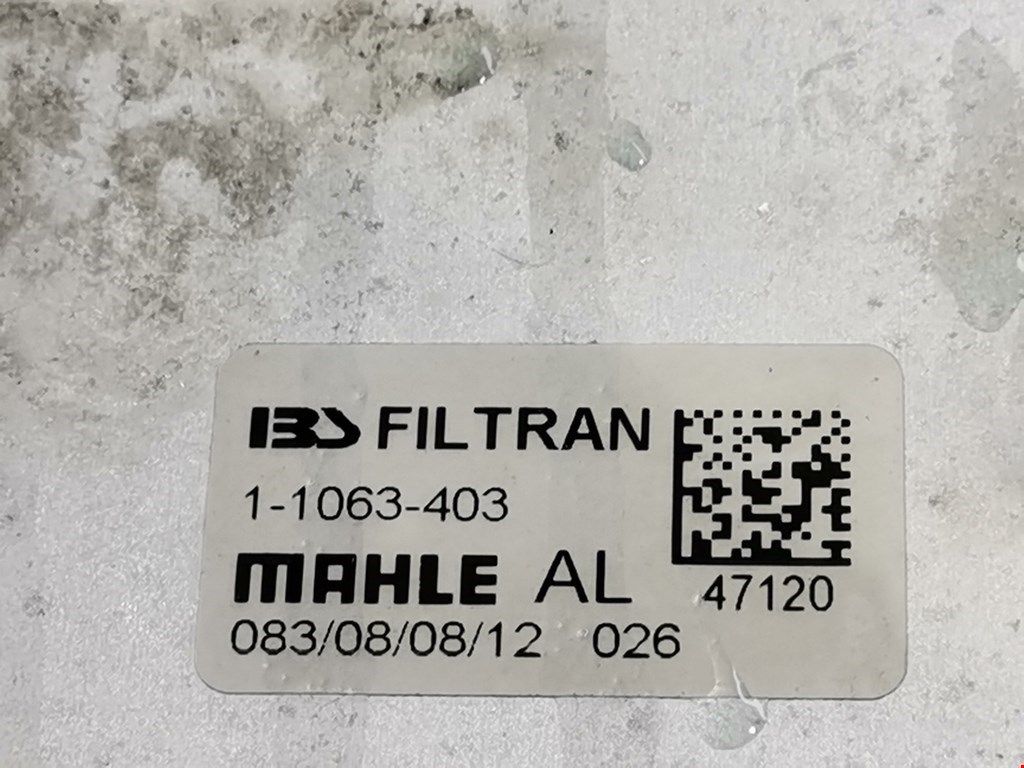 IBS FILTRAN
1-1063-403
MAHLE AL
47120
083/08/08/12 026